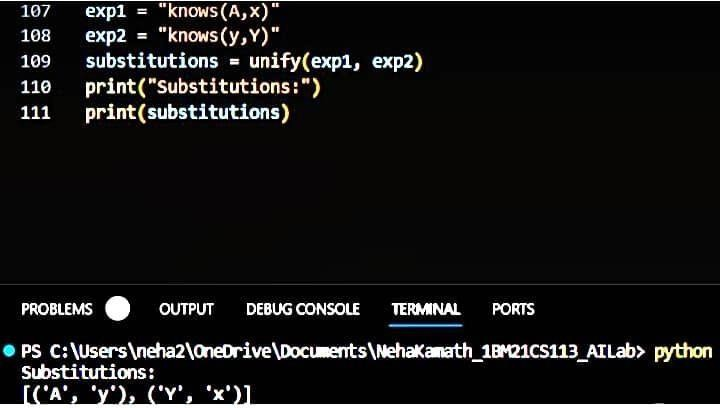 107 exp1 = "knows(A,x)"
108 exp2 = "knows(y,Y)"
109 substitutions = unify(exp1, exp2)
110 print("Substitutions:")
111 print(substitutions)
PROBLEMS OUTPUT DEBUG CONSOLE TERMINAL PORTS
PS C:\Users\neha2\OneDrive\Documents\NehaKamath_1BM21CS113_AILab> python
Substitutions:
[('A', 'y'), ('Y', 'x')]